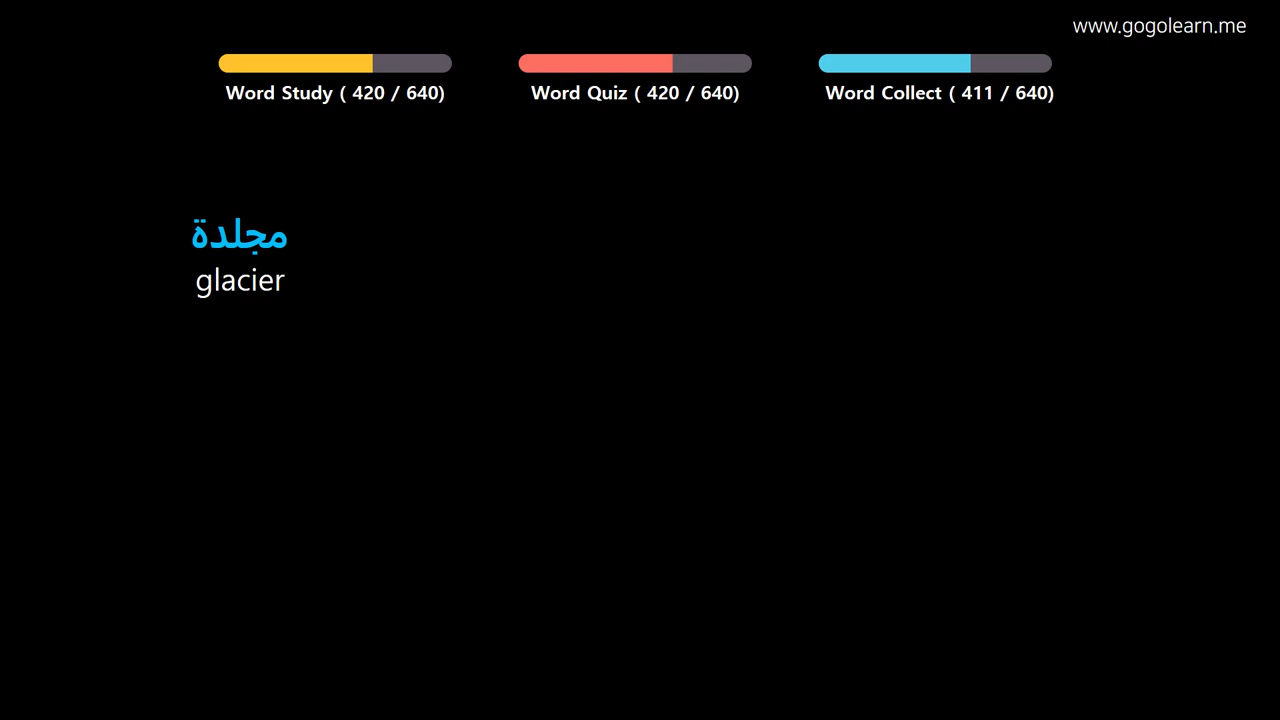 www.gogolearn.me
Word Study ( 420 / 640)
Word Quiz ( 420 / 640)
Word Collect ( 411 / 640)
مجلدة
glacier